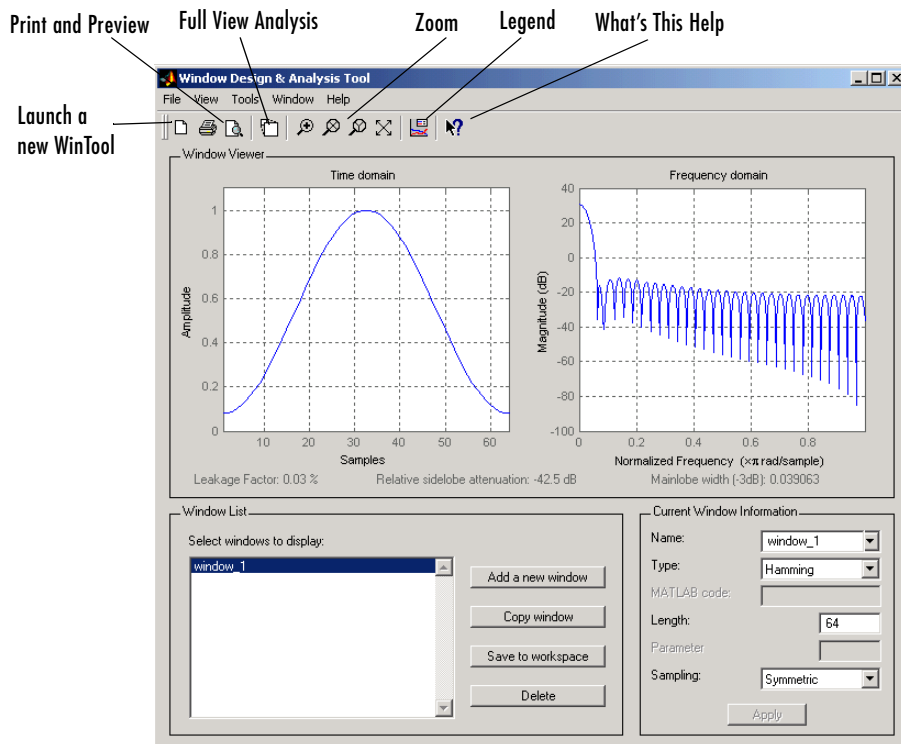 Print and Preview
Full View Analysis
Zoom
Legend
What's This Help
Launch a
new WinTool
Window Design & Analysis Tool
File View Tools Window Help
Window Viewer
Time domain
Amplitude
1
0.8
0.6
0.4
0.2
0
10 20 30 40 50 60
Samples
Frequency domain
Magnitude (dB)
40
20
0
-20
-40
-60
-80
-100
0 0.2 0.4 0.6 0.8
Normalized Frequency (×π rad/sample)
Leakage Factor: 0.03 %
Relative sidelobe attenuation: -42.5 dB
Mainlobe width (-3dB): 0.039063
Window List
Select windows to display:
window_1
Add a new window
Copy window
Save to workspace
Delete
Current Window Information
Name: window_1
Type: Hamming
MATLAB code:
Length: 64
Parameter
Sampling: Symmetric
Apply